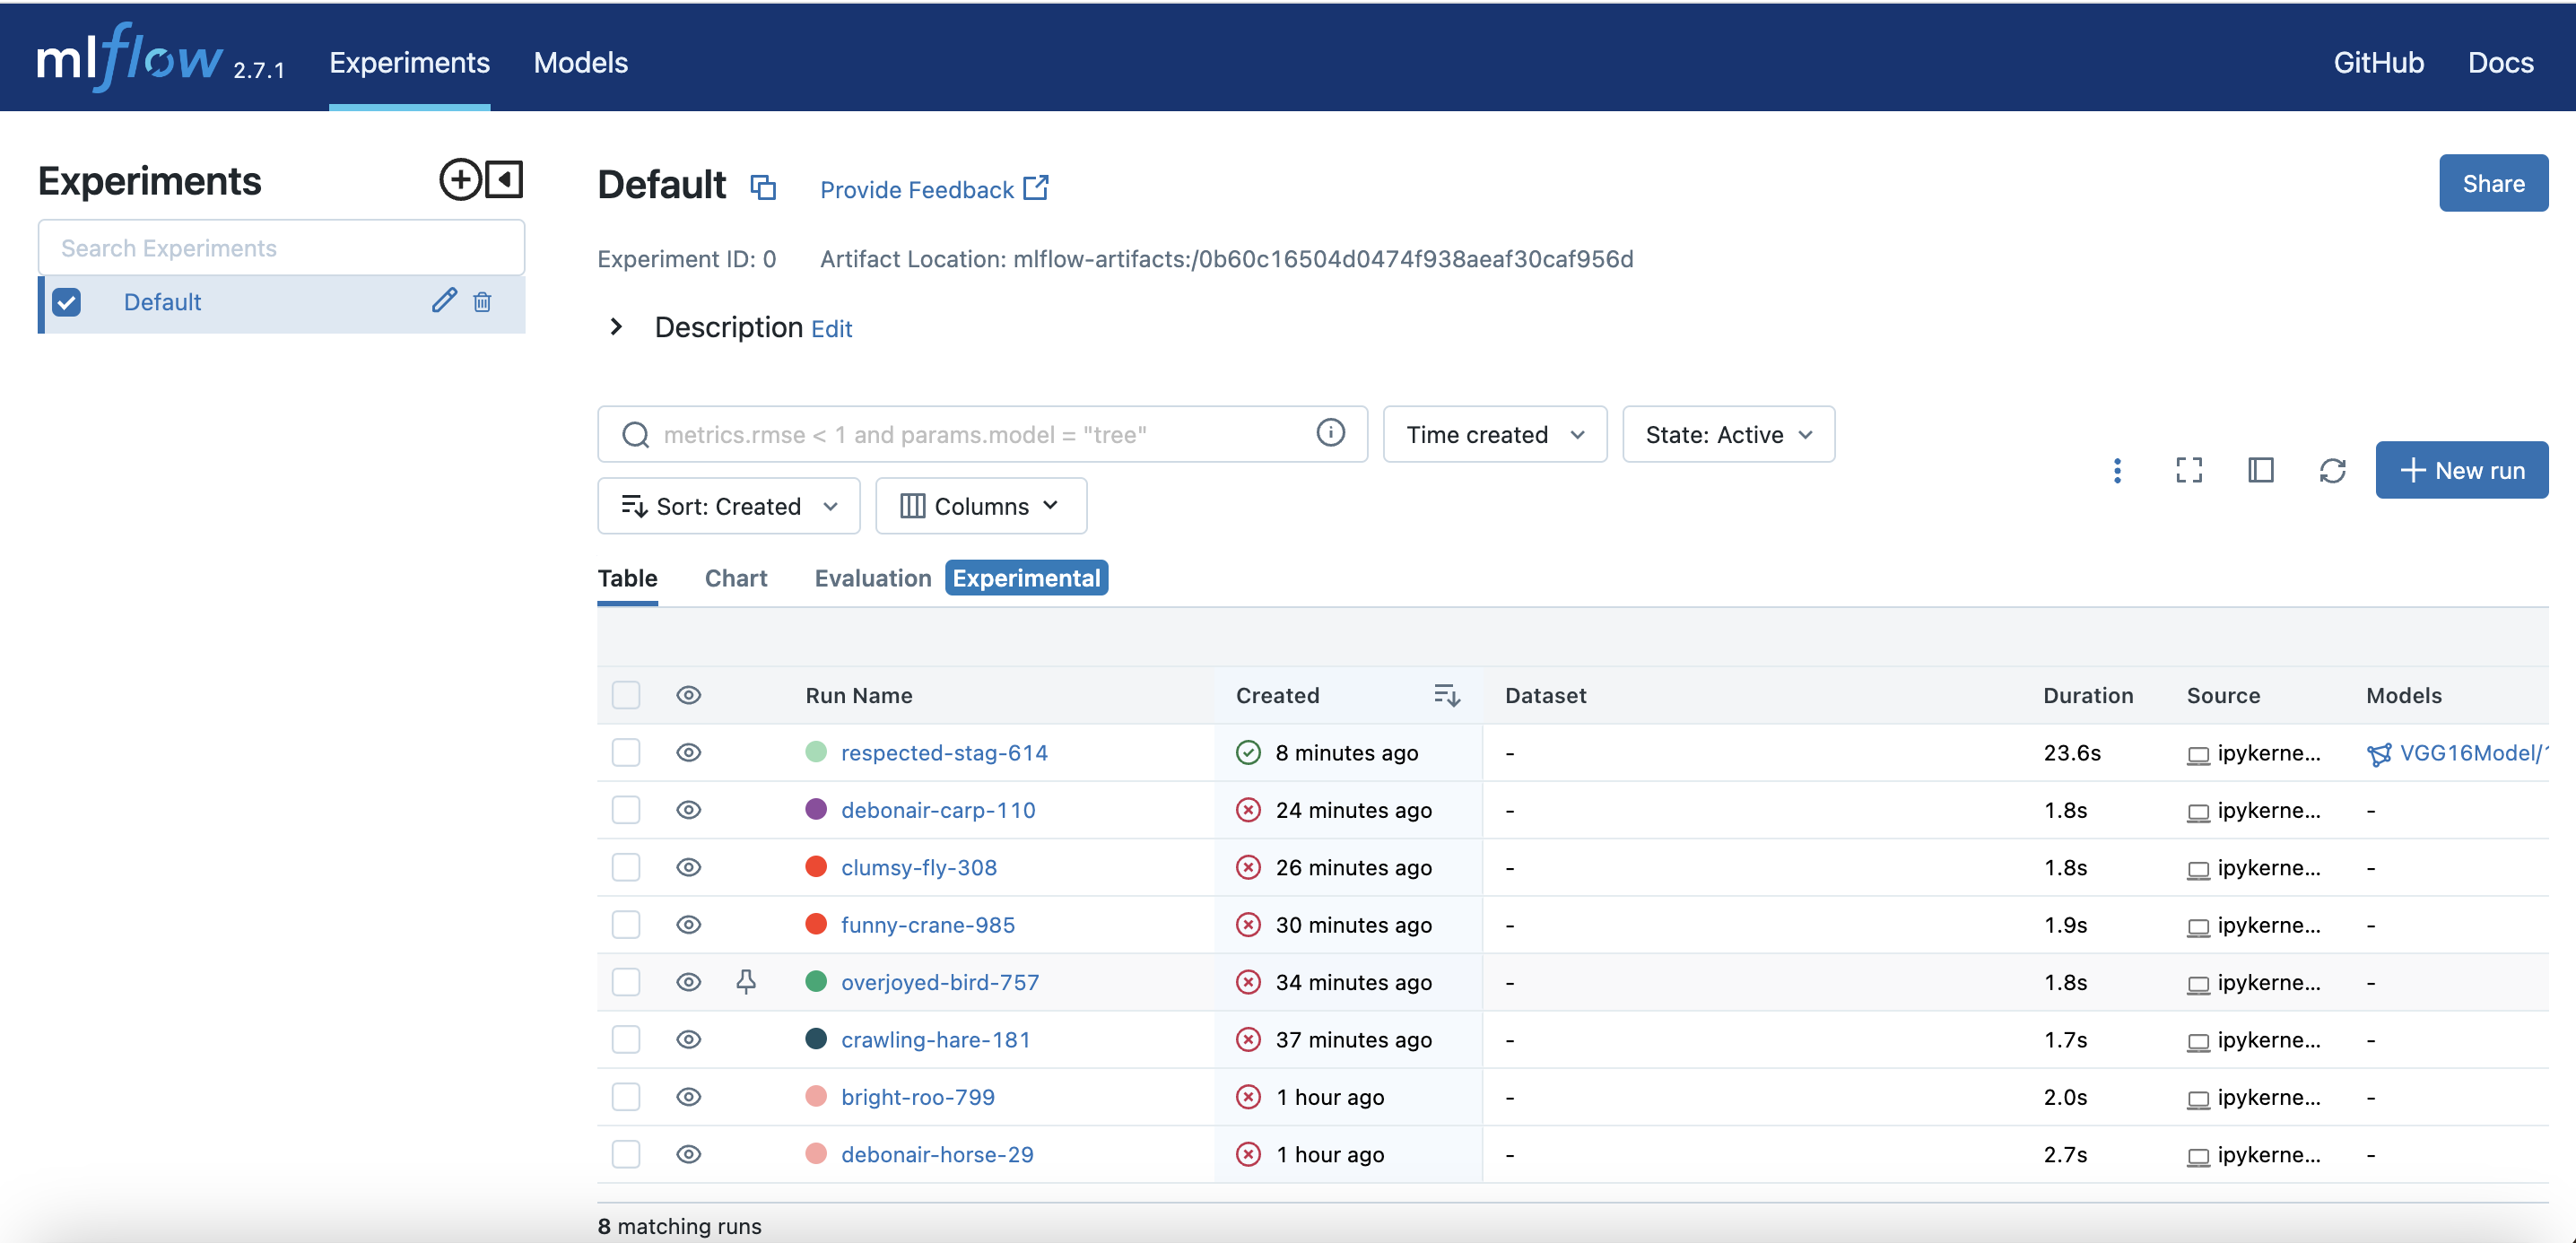 mlflow 2.7.1 Experiments Models GitHub Docs
Experiments
Search Experiments
Default
Default Provide Feedback Share
Experiment ID: 0 Artifact Location: mlflow-artifacts:/0b60c16504d0474f938aeaf30caf956d
Description Edit
metrics.rmse < 1 and params.model = "tree" Time created State: Active
New run
Sort: Created Columns
Table Chart Evaluation Experimental
Run Name Created Dataset Duration Source Models
respected-stag-614 8 minutes ago - 23.6s ipykerne... VGG16Model/1
debonair-carp-110 24 minutes ago - 1.8s ipykerne... -
clumsy-fly-308 26 minutes ago - 1.8s ipykerne... -
funny-crane-985 30 minutes ago - 1.9s ipykerne... -
overjoyed-bird-757 34 minutes ago - 1.8s ipykerne... -
crawling-hare-181 37 minutes ago - 1.7s ipykerne... -
bright-roo-799 1 hour ago - 2.0s ipykerne... -
debonair-horse-29 1 hour ago - 2.7s ipykerne... -
8 matching runs